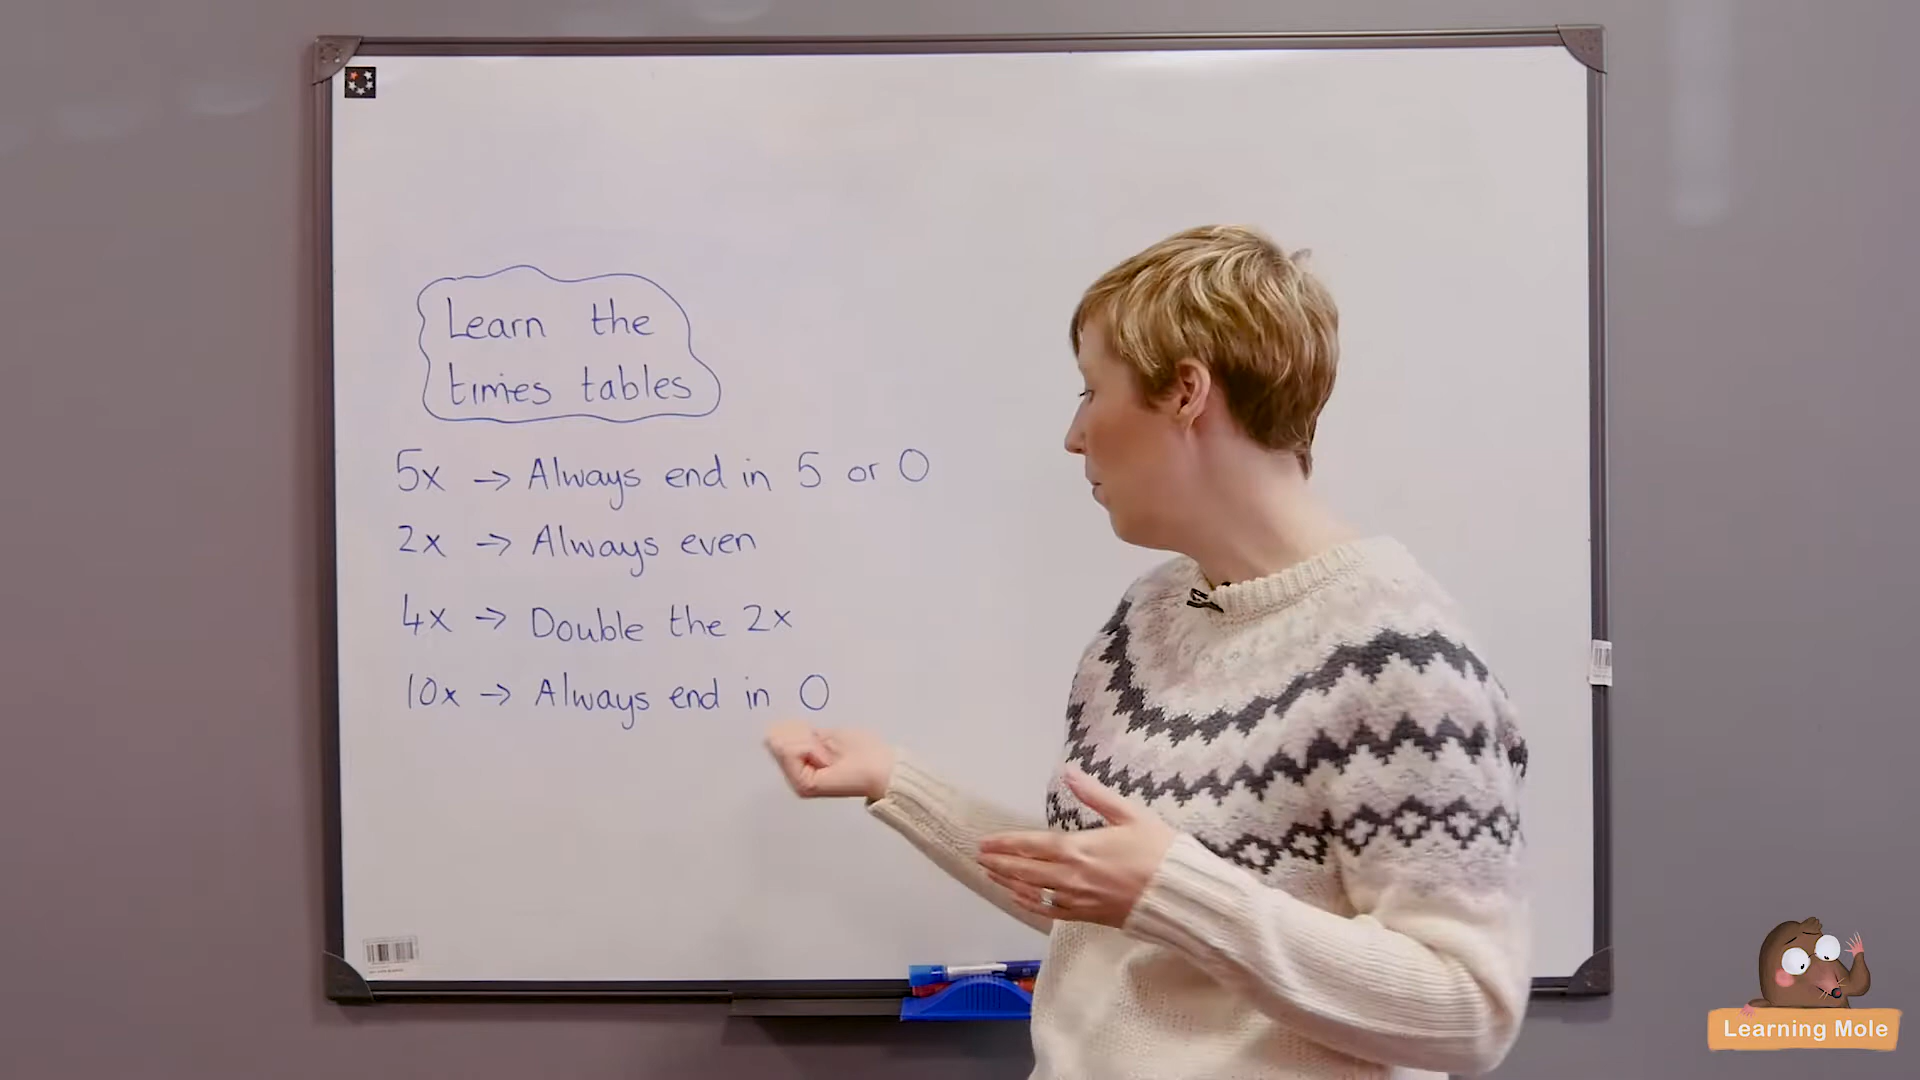 Learn the
times tables
5x → Always end in 5 or 0
2x → Always even
4x → Double the 2x
10x → Always end in 0
Learning Mole